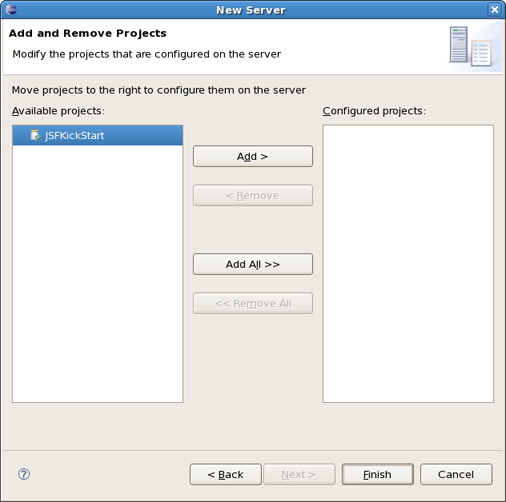 New Server
Add and Remove Projects
Modify the projects that are configured on the server
Move projects to the right to configure them on the server
Available projects:
Configured projects:
JSFKickStart
Add >
< Remove
Add All >>
<< Remove All
?
< Back
Next >
Finish
Cancel